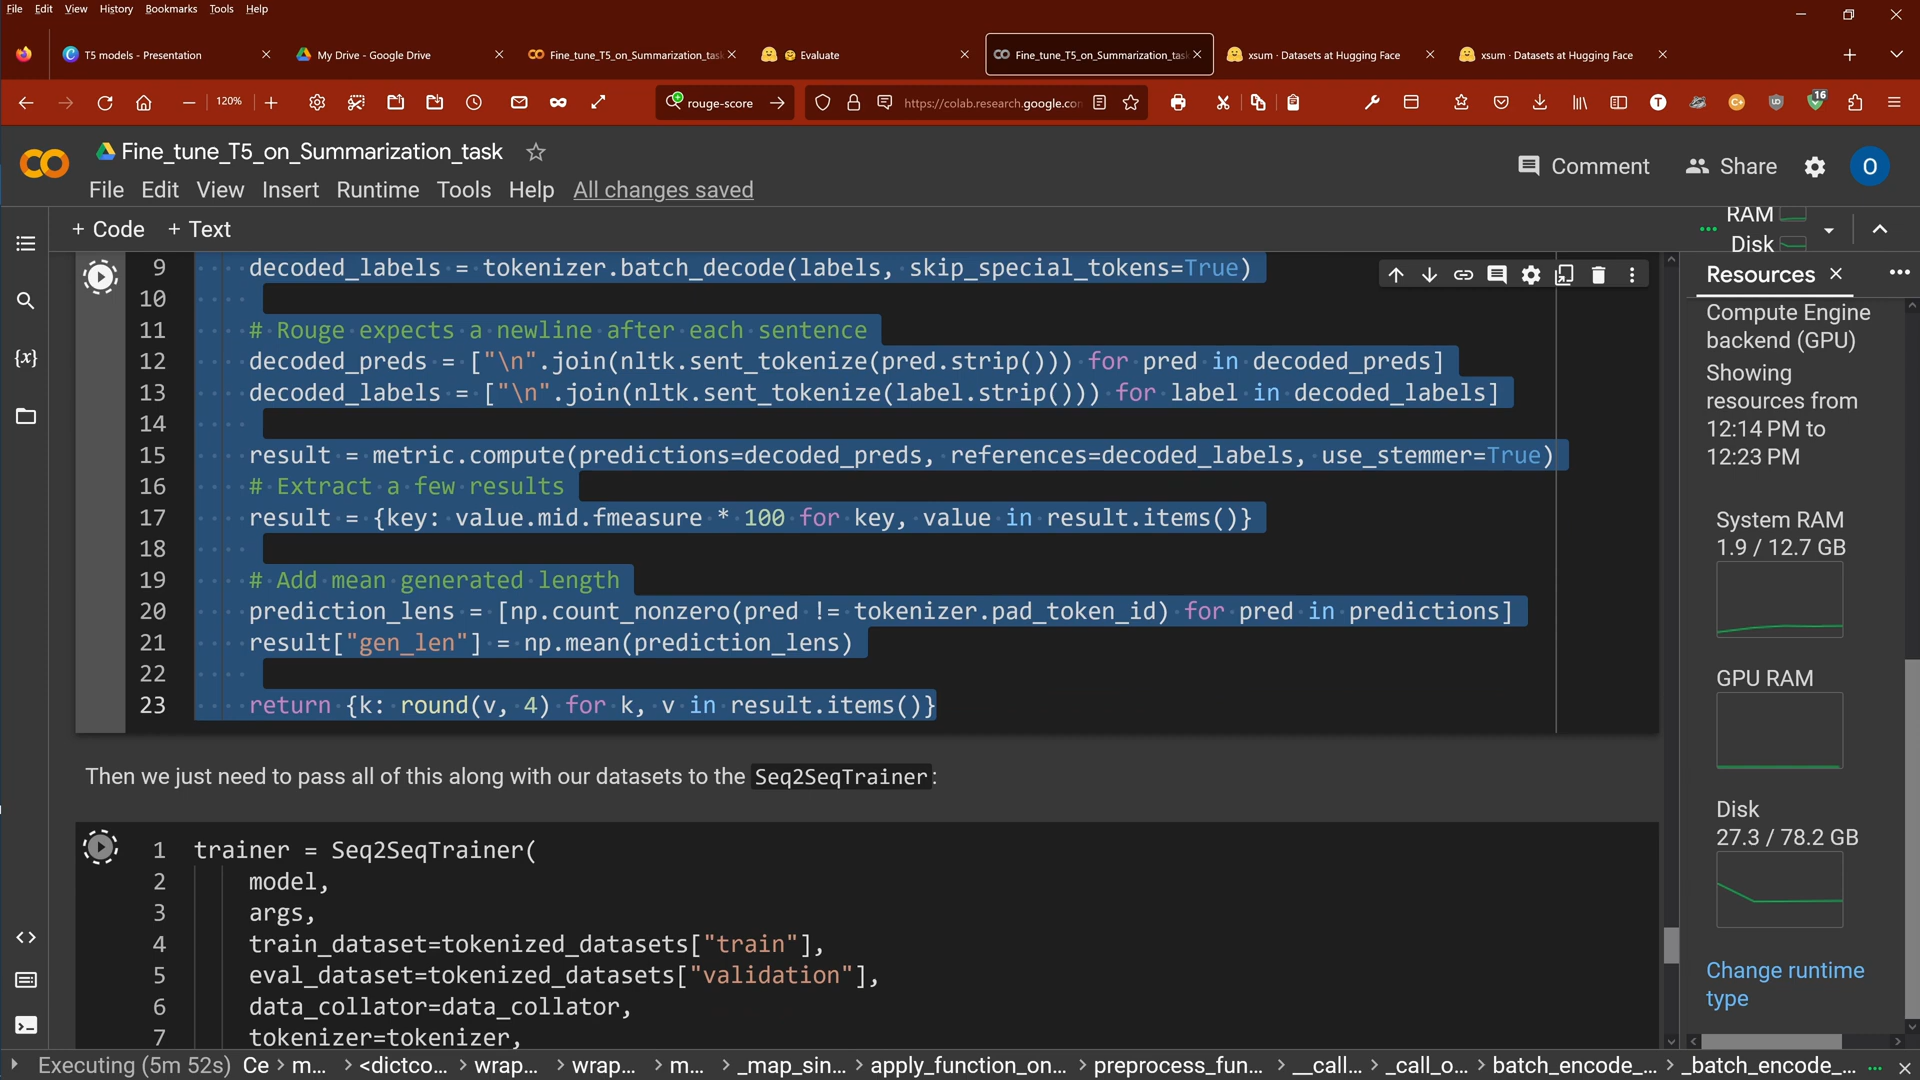 File Edit View History Bookmarks Tools Help
T5 models - Presentation
My Drive - Google Drive
Fine_tune_T5_on_Summarization_tas
Evaluate
Fine_tune_T5_on_Summarization_task
xsum · Datasets at Hugging Face
xsum · Datasets at Hugging Face
120%
rouge-score
https://colab.research.google.co
16
Fine_tune_T5_on_Summarization_task
Comment
Share
O
File Edit View Insert Runtime Tools Help All changes saved
+ Code + Text
RAM
Disk
9 decoded_labels = tokenizer.batch_decode(labels, skip_special_tokens=True)
10
11 # Rouge expects a newline after each sentence
12 decoded_preds = ["\n".join(nltk.sent_tokenize(pred.strip())) for pred in decoded_preds]
13 decoded_labels = ["\n".join(nltk.sent_tokenize(label.strip())) for label in decoded_labels]
14
15 result = metric.compute(predictions=decoded_preds, references=decoded_labels, use_stemmer=True)
16 # Extract a few results
17 result = {key: value.mid.fmeasure * 100 for key, value in result.items()}
18
19 # Add mean generated length
20 prediction_lens = [np.count_nonzero(pred != tokenizer.pad_token_id) for pred in predictions]
21 result["gen_len"] = np.mean(prediction_lens)
22
23 return {k: round(v, 4) for k, v in result.items()}
Then we just need to pass all of this along with our datasets to the Seq2SeqTrainer:
1 trainer = Seq2SeqTrainer(
2 model,
3 args,
4 train_dataset=tokenized_datasets["train"],
5 eval_dataset=tokenized_datasets["validation"],
6 data_collator=data_collator,
7 tokenizer=tokenizer,
Resources
Compute Engine
backend (GPU)
Showing
resources from
12:14 PM to
12:23 PM
System RAM
1.9 / 12.7 GB
GPU RAM
Disk
27.3 / 78.2 GB
Change runtime
type
Executing (5m 52s) Ce > m... > <dictco... > wrap... > wrap... > m... > _map_sin... > apply_function_on... > preprocess_fun... > __call... > _call_o... > batch_encode_... > _batch_encode_...